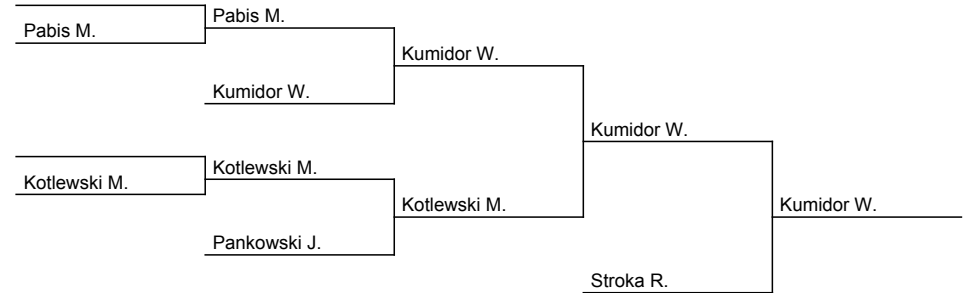 Pabis M.
Pabis M.
Kumidor W.
Kumidor W.
Kumidor W.
Kotlewski M.
Kotlewski M.
Kotlewski M.
Kumidor W.
Pankowski J.
Stroka R.